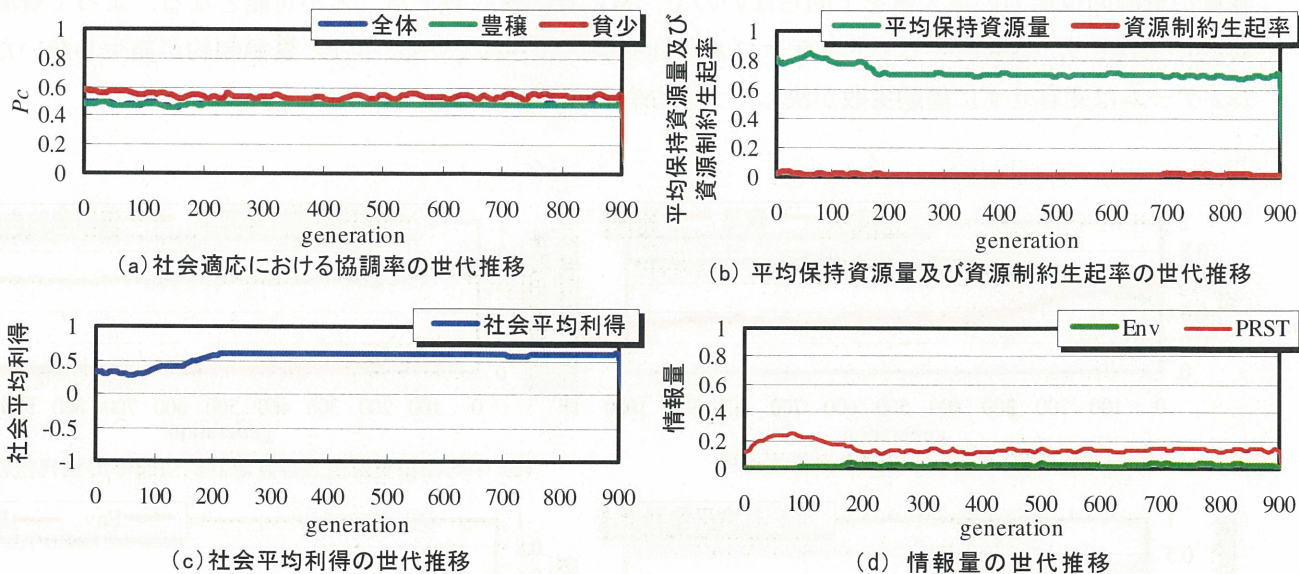 全体 豊穣 貧少
Pc
1
0.8
0.6
0.4
0.2
0
0 100 200 300 400 500 600 700 800 900
generation
(a)社会適応における協調率の世代推移
平均保持資源量 資源制約生起率
平均保持資源量及び
資源制約生起率
1
0.8
0.6
0.4
0.2
0
0 100 200 300 400 500 600 700 800 900
generation
(b) 平均保持資源量及び資源制約生起率の世代推移
社会平均利得
社会平均利得
1
0.5
0
-0.5
-1
0 100 200 300 400 500 600 700 800 900
generation
(c)社会平均利得の世代推移
Env PRST
情報量
1
0.8
0.6
0.4
0.2
0
0 100 200 300 400 500 600 700 800 900
generation
(d) 情報量の世代推移